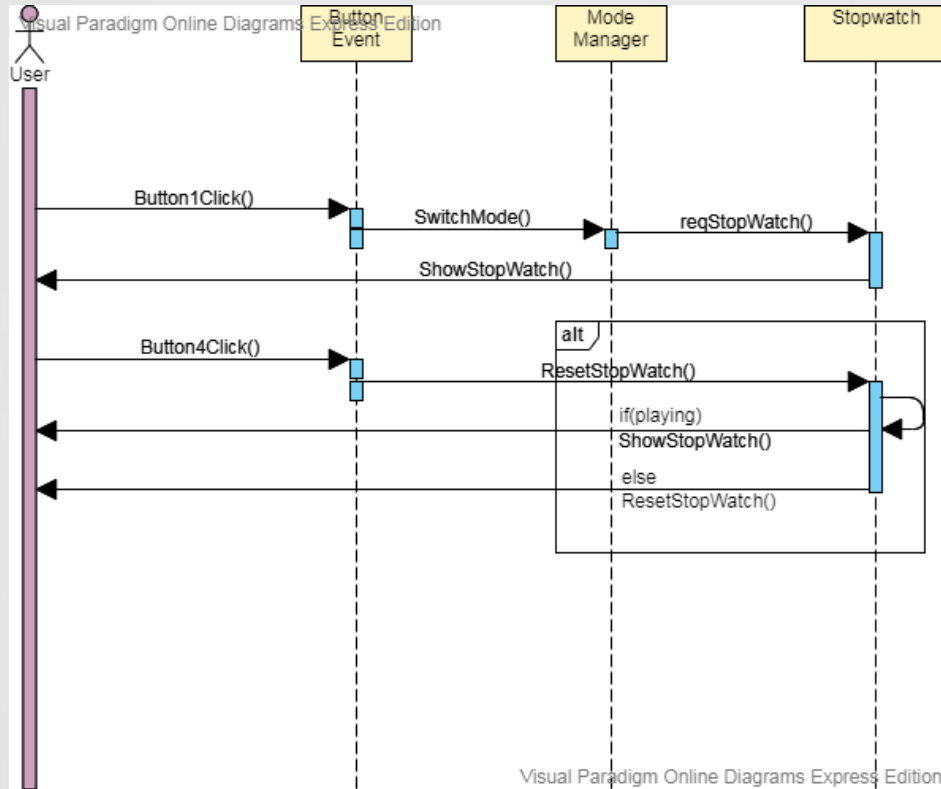 Visual Paradigm Online Diagrams Express Edition
User
Button
Event
Mode
Manager
Stopwatch
Button1Click()
SwitchMode()
reqStopWatch()
ShowStopWatch()
alt
Button4Click()
ResetStopWatch()
if(playing)
ShowStopWatch()
else
ResetStopWatch()
Visual Paradigm Online Diagrams Express Edition